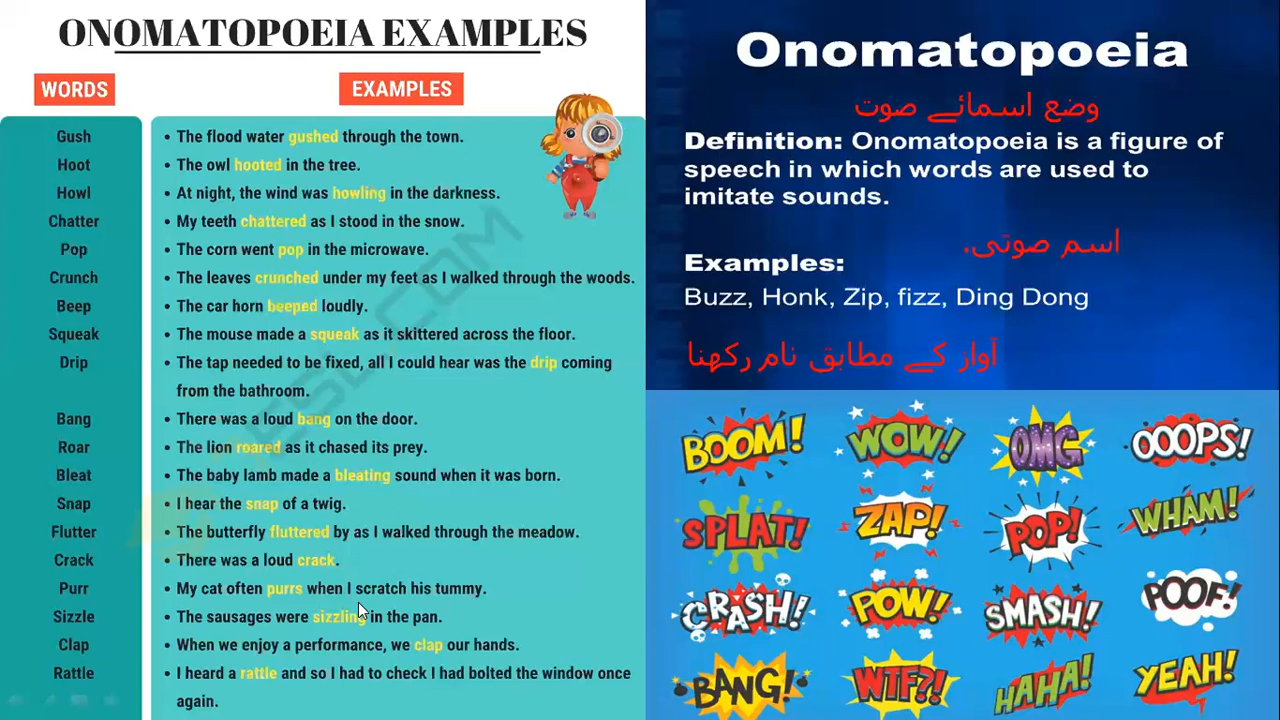 ONOMATOPOEIA EXAMPLES
WORDS
EXAMPLES
Gush
The flood water gushed through the town.
Hoot
The owl hooted in the tree.
Howl
At night, the wind was howling in the darkness.
Chatter
My teeth chattered as I stood in the snow.
Pop
The corn went pop in the microwave.
Crunch
The leaves crunched under my feet as I walked through the woods.
Beep
The car horn beeped loudly.
Squeak
The mouse made a squeak as it skittered across the floor.
Drip
The tap needed to be fixed, all I could hear was the drip coming
from the bathroom.
Bang
There was a loud bang on the door.
Roar
The lion roared as it chased its prey.
Bleat
The baby lamb made a bleating sound when it was born.
Snap
I hear the snap of a twig.
Flutter
The butterfly fluttered by as I walked through the meadow.
Crack
There was a loud crack.
Purr
My cat often purrs when I scratch his tummy.
Sizzle
The sausages were sizzling in the pan.
Clap
When we enjoy a performance, we clap our hands.
Rattle
I heard a rattle and so I had to check I had bolted the window once
again.
Onomatopoeia
وضع اسمائے صوت
Definition: Onomatopoeia is a figure of
speech in which words are used to
imitate sounds.
اسم صوتی.
Examples:
Buzz, Honk, Zip, fizz, Ding Dong
آوار کے مطابق نام رکھنا
BOOM! WOW! OMG OOOPS!
SPLAT! ZAP! POP! WHAM!
CRASH! POW! SMASH! POOF!
BANG! WTF?! HAHA! YEAH!